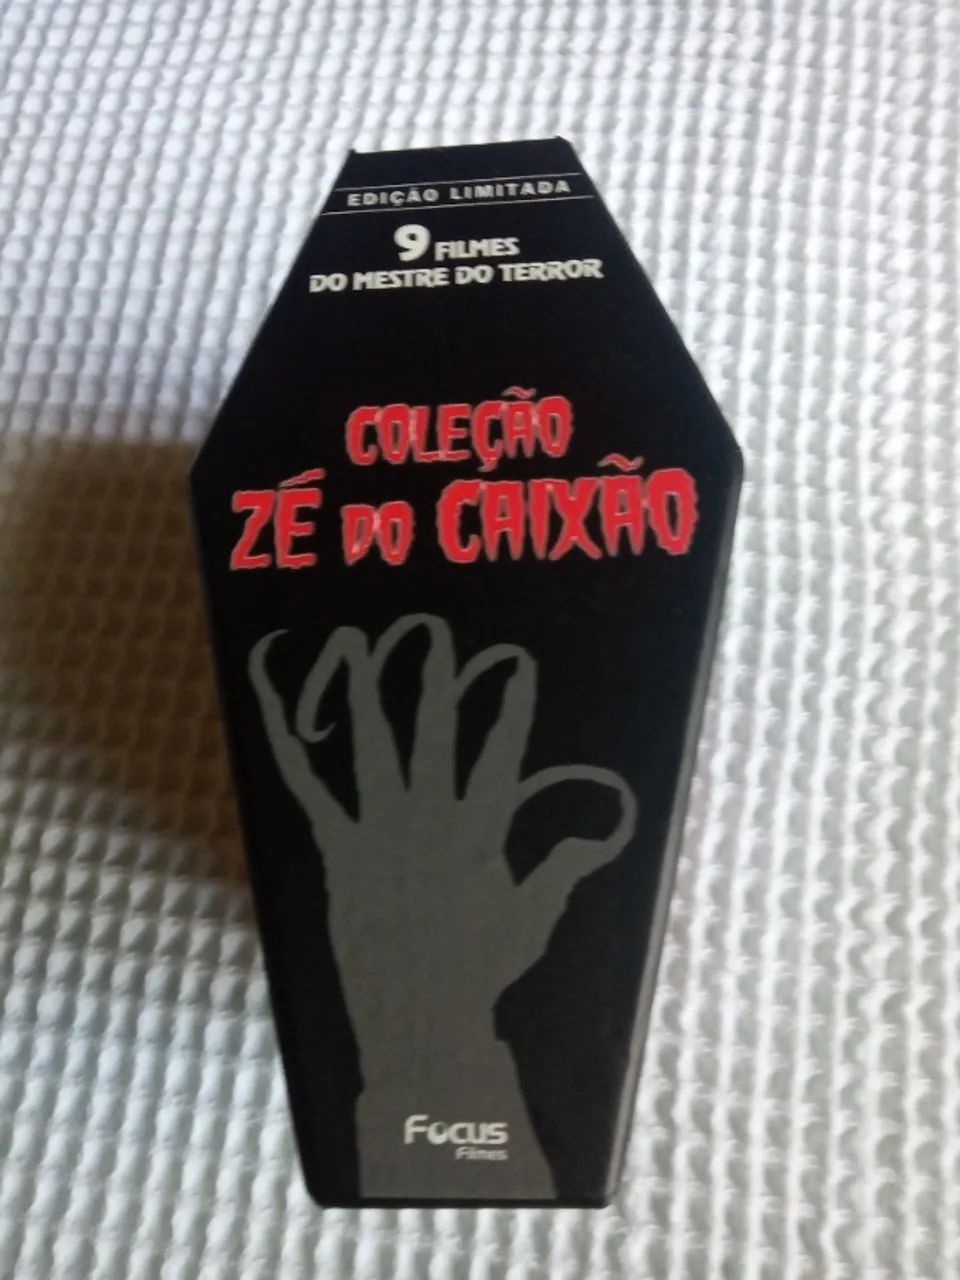 EDIÇÃO LIMITADA
9 FILMES
DO MESTRE DO TERROR
COLEÇÃO
ZÉ DO CAIXÃO
Focus
Filmes